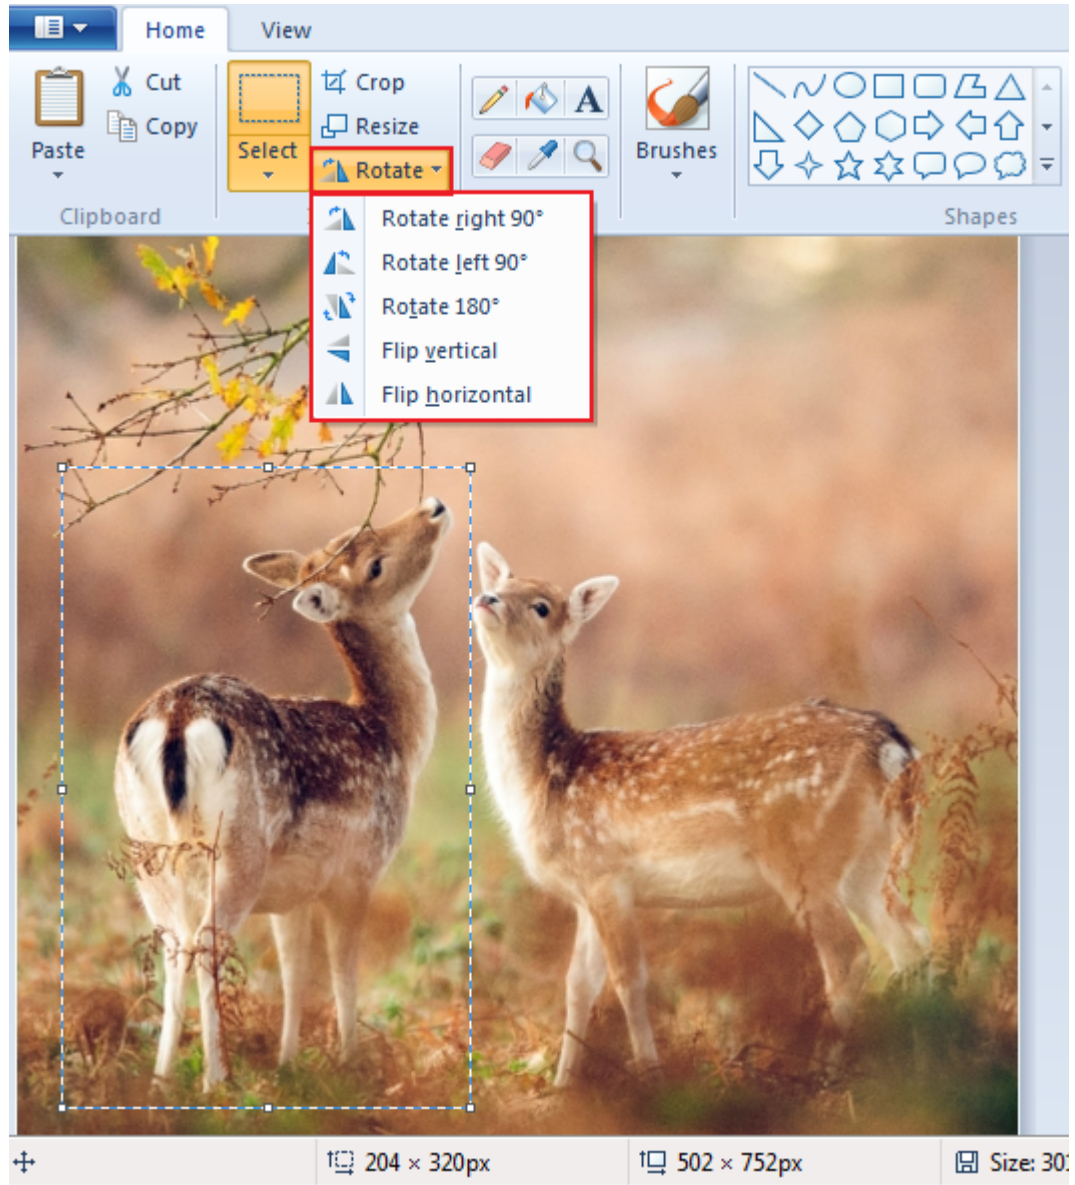 Home View
Paste
Cut
Copy
Clipboard
Select
Crop
Resize
Rotate
A
Brushes
Shapes
Rotate right 90°
Rotate left 90°
Rotate 180°
Flip vertical
Flip horizontal
204 × 320px
502 × 752px
Size: